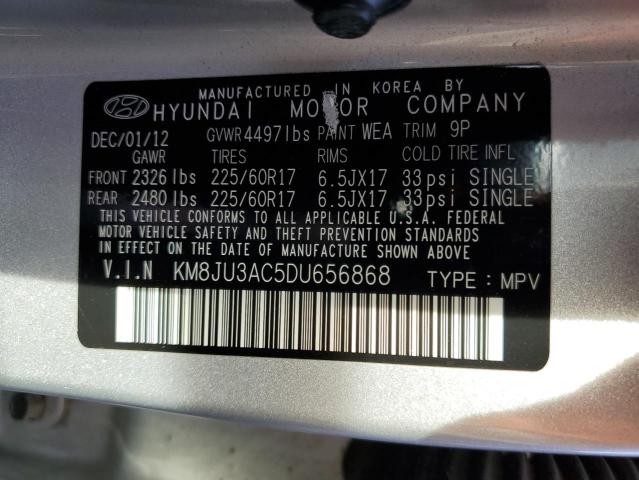 MANUFACTURED IN KOREA BY
HYUNDAI MOTOR COMPANY
DEC/01/12 GVWR 4497lbs PAINT WEA TRIM 9P
GAWR TIRES RIMS COLD TIRE INFL
FRONT 2326 lbs 225/60R17 6.5JX17 33psi SINGLE
REAR 2480 lbs 225/60R17 6.5JX17 33psi SINGLE
THIS VEHICLE CONFORMS TO ALL APPLICABLE U.S.A. FEDERAL
MOTOR VEHICLE SAFETY AND THEFT PREVENTION STANDARDS
IN EFFECT ON THE DATE OF MANUFACTURE SHOWN ABOVE.
V.I.N KM8JU3AC5DU656868 TYPE : MPV